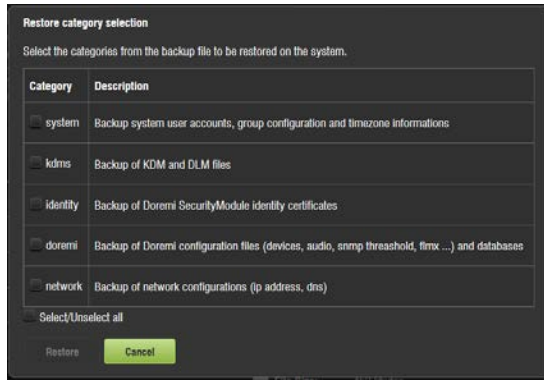 Restore category selection
Select the categories from the backup file to be restored on the system.
Category Description
system Backup system user accounts, group configuration and timezone informations
kdms Backup of KDM and DLM files
identity Backup of Doremi SecurityModule identity certificates
doremi Backup of Doremi configuration files (devices, audio, snmp threashold, flmx ...) and databases
network Backup of network configurations (ip address, dns)
Select/Unselect all
Restore Cancel